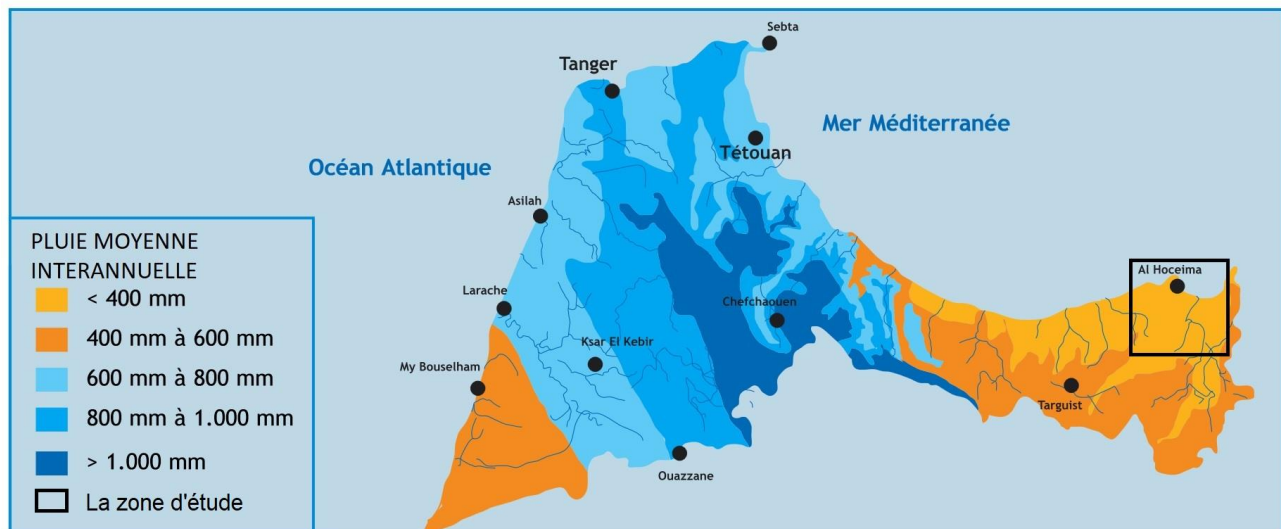 Sebta
Tanger
Mer Méditerranée
Tétouan
Océan Atlantique
Asilah
PLUIE MOYENNE
INTERANNUELLE
< 400 mm
400 mm à 600 mm
600 mm à 800 mm
800 mm à 1.000 mm
> 1.000 mm
La zone d'étude
Al Hoceima
Larache
Chefchaouen
Ksar El Kebir
My Bouselham
Targuist
Ouazzane